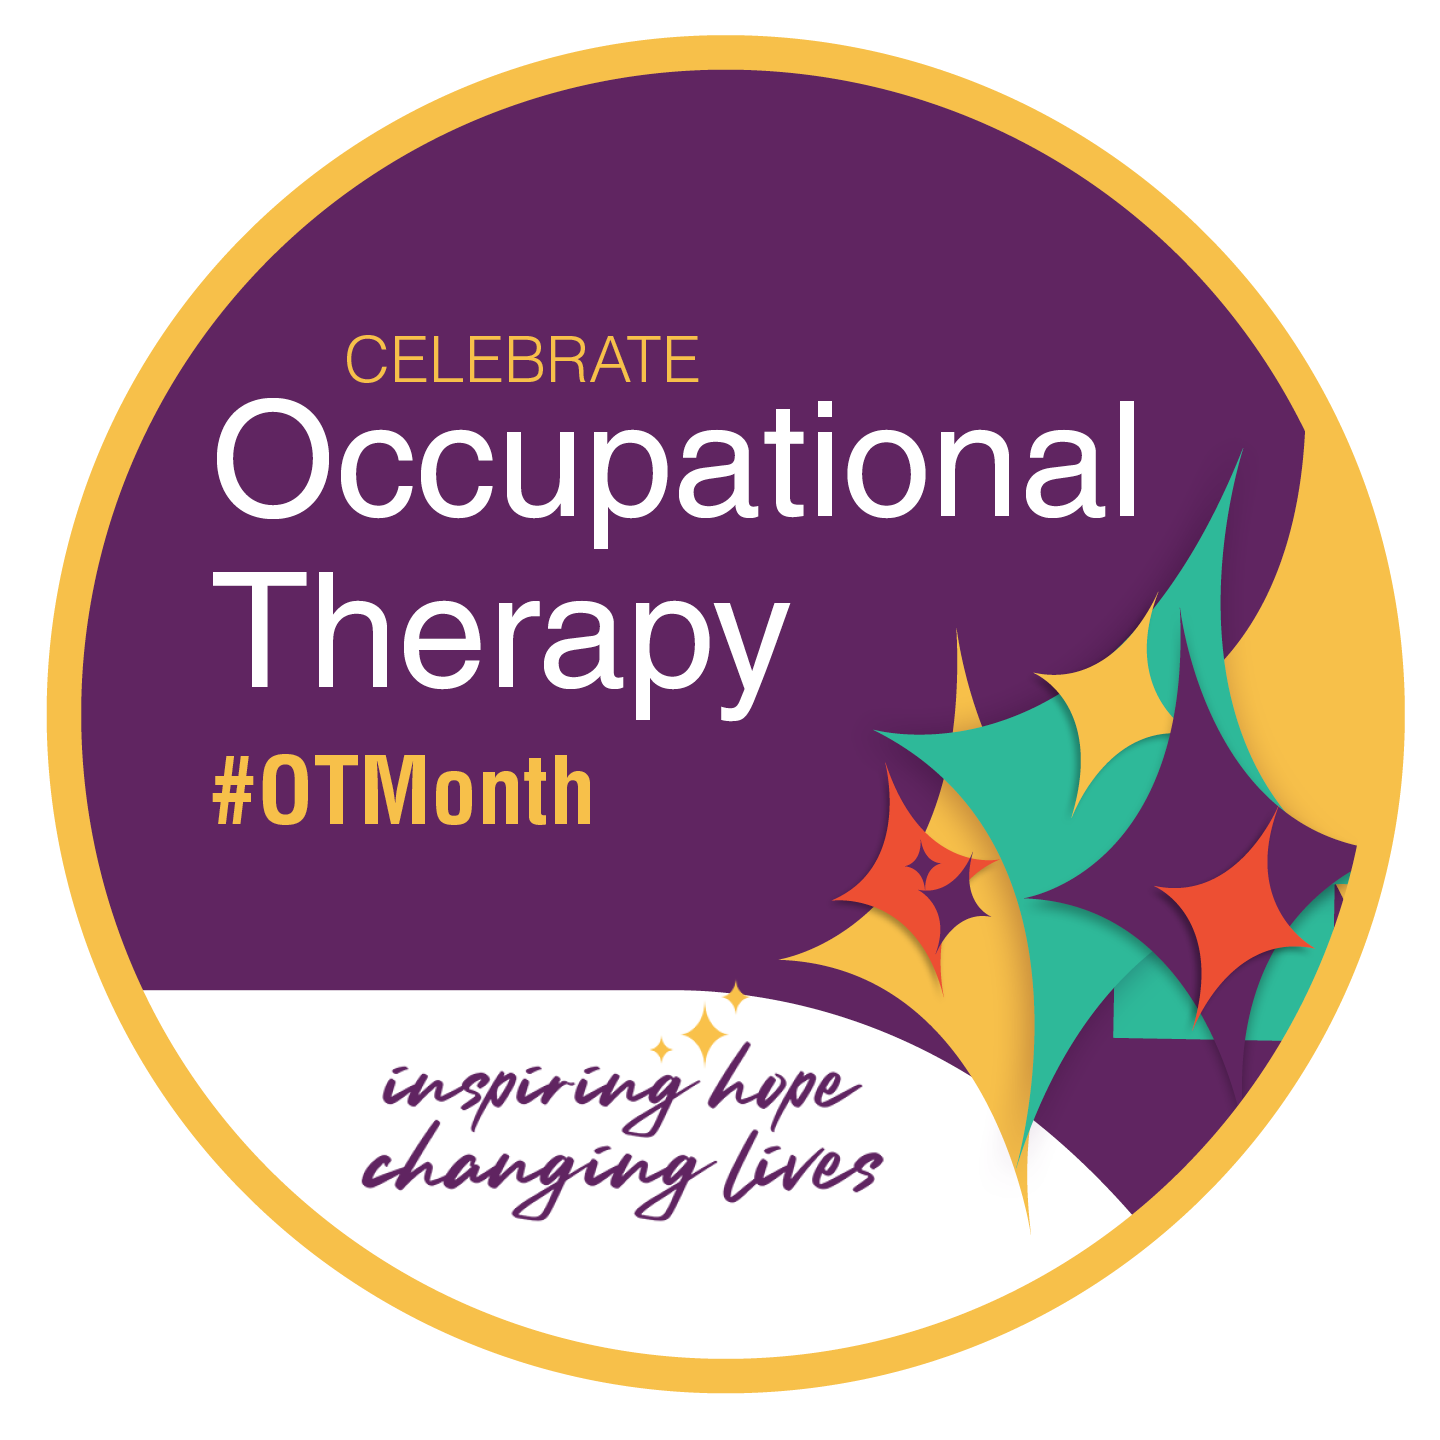 CELEBRATE
Occupational
Therapy
#OTMonth
inspiring hope
changing lives